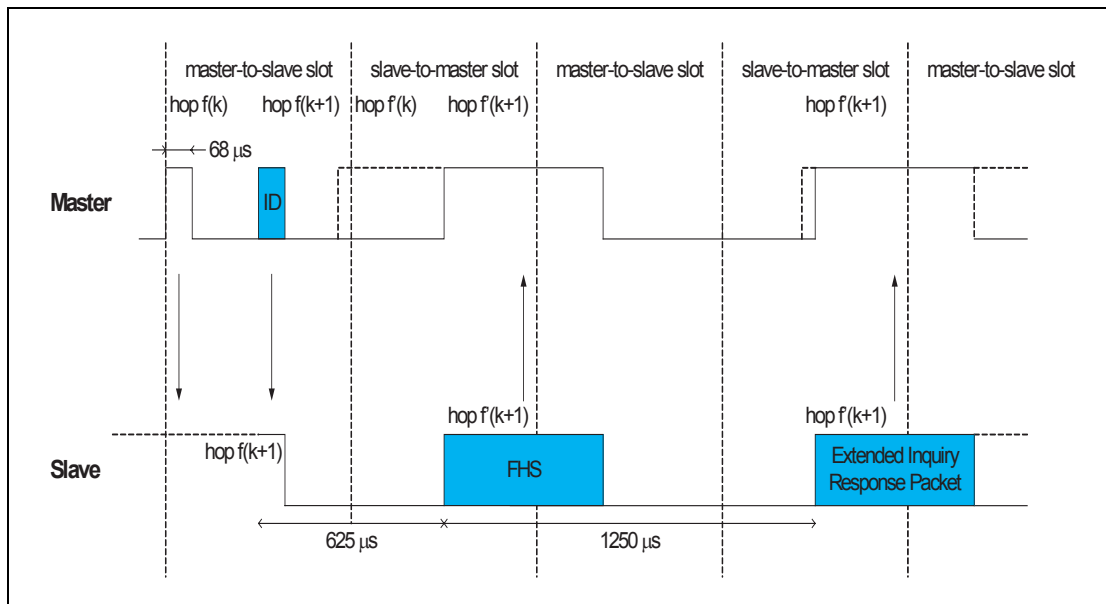 master-to-slave slot slave-to-master slot master-to-slave slot slave-to-master slot master-to-slave slot
hop f(k) hop f(k+1) hop f'(k) hop f'(k+1) hop f'(k+1)
68 μs
Master
ID
hop f'(k+1) hop f'(k+1)
hop f(k+1)
Slave
FHS
Extended Inquiry
Response Packet
625 μs 1250 μs